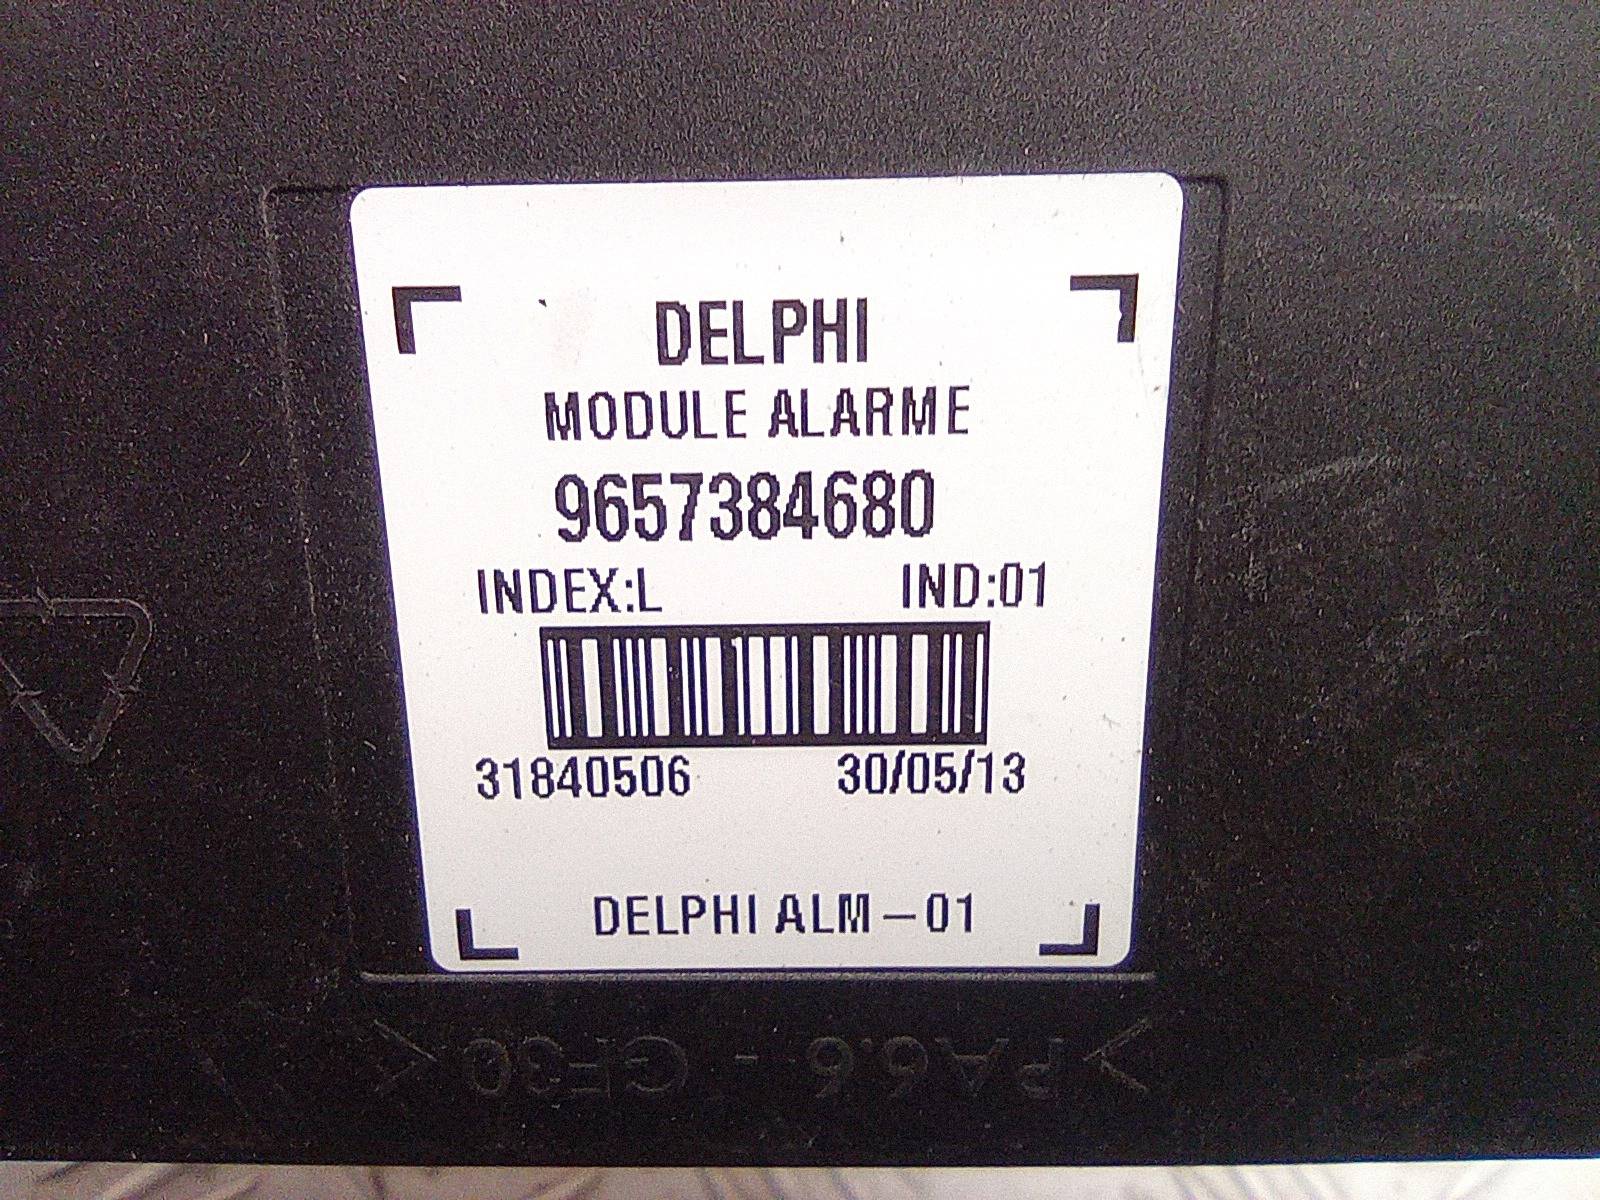 DELPHI
MODULE ALARME
9657384680
INDEX:L IND:01
31840506 30/05/13
DELPHI ALM-01
>PA6.6 - GF30<